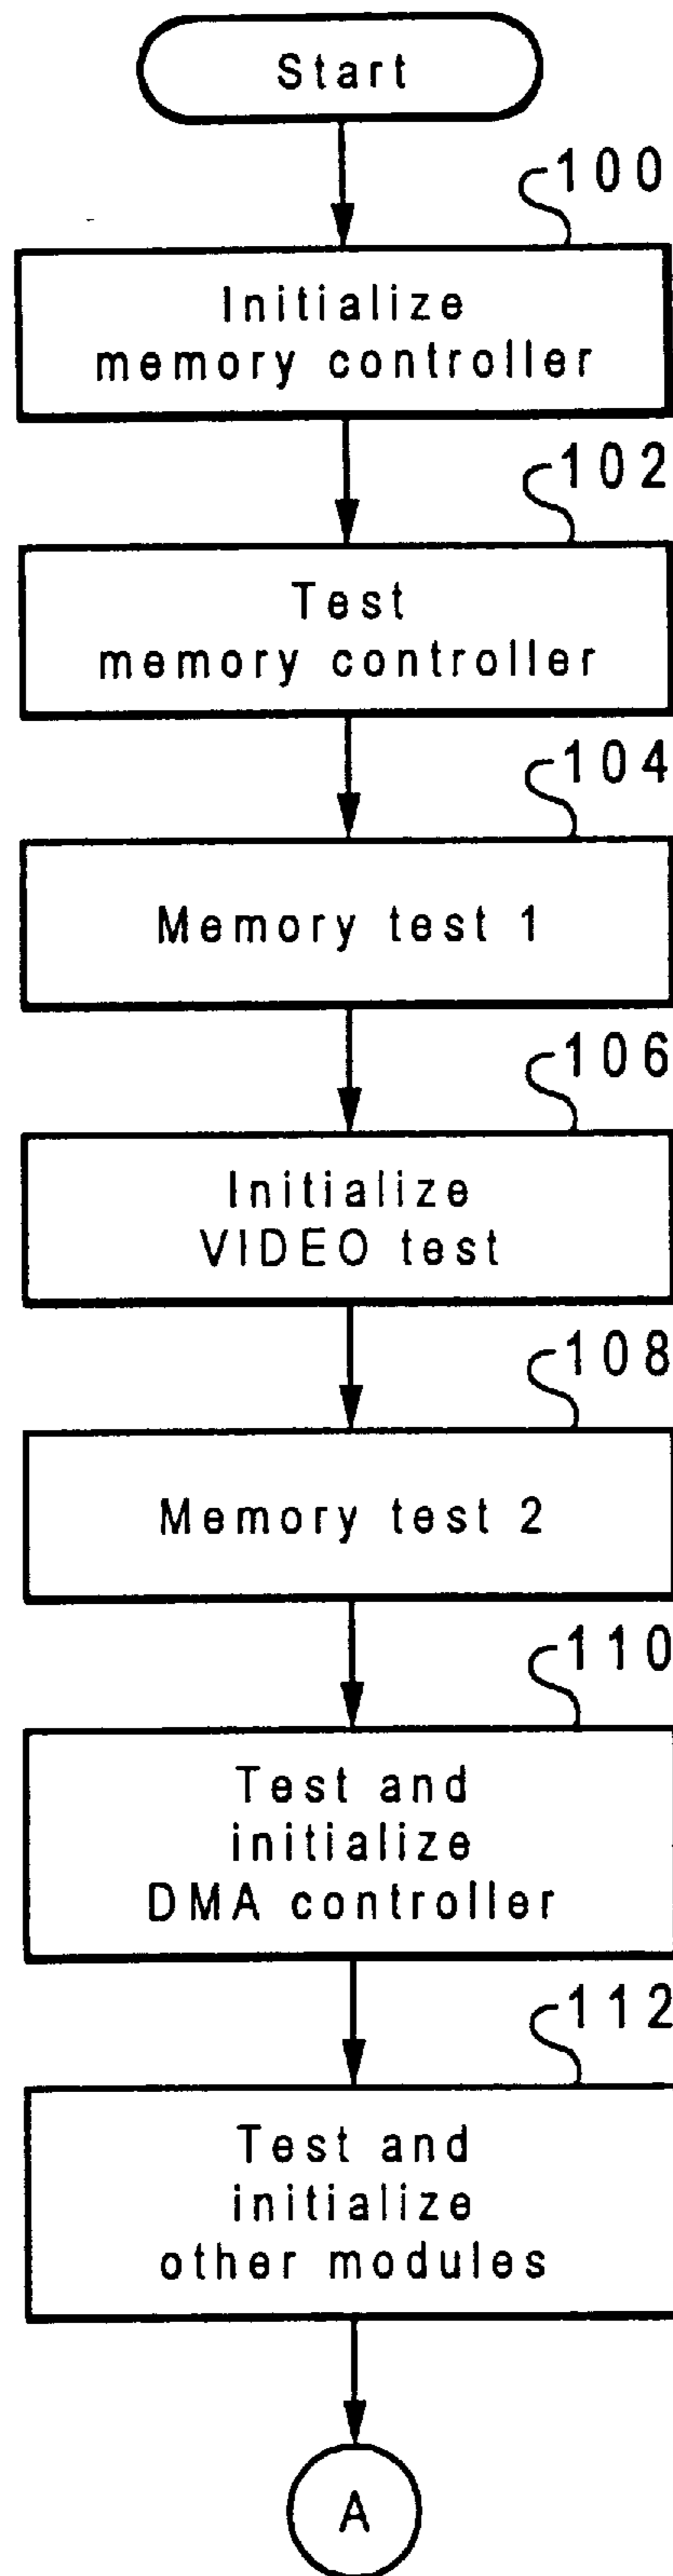 Start
100
Initialize
memory controller
102
Test
memory controller
104
Memory test 1
106
Initialize
VIDEO test
108
Memory test 2
110
Test and
initialize
DMA controller
112
Test and
initialize
other modules
A